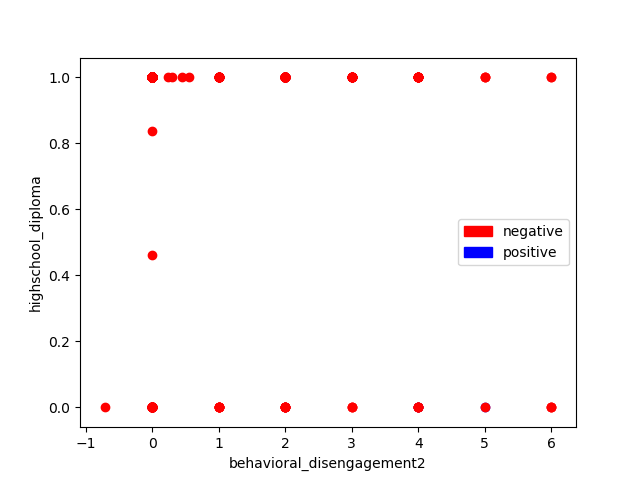 1.0
0.8
0.6
0.4
0.2
0.0
highschool_diploma
negative
positive
−1 0 1 2 3 4 5 6
behavioral_disengagement2